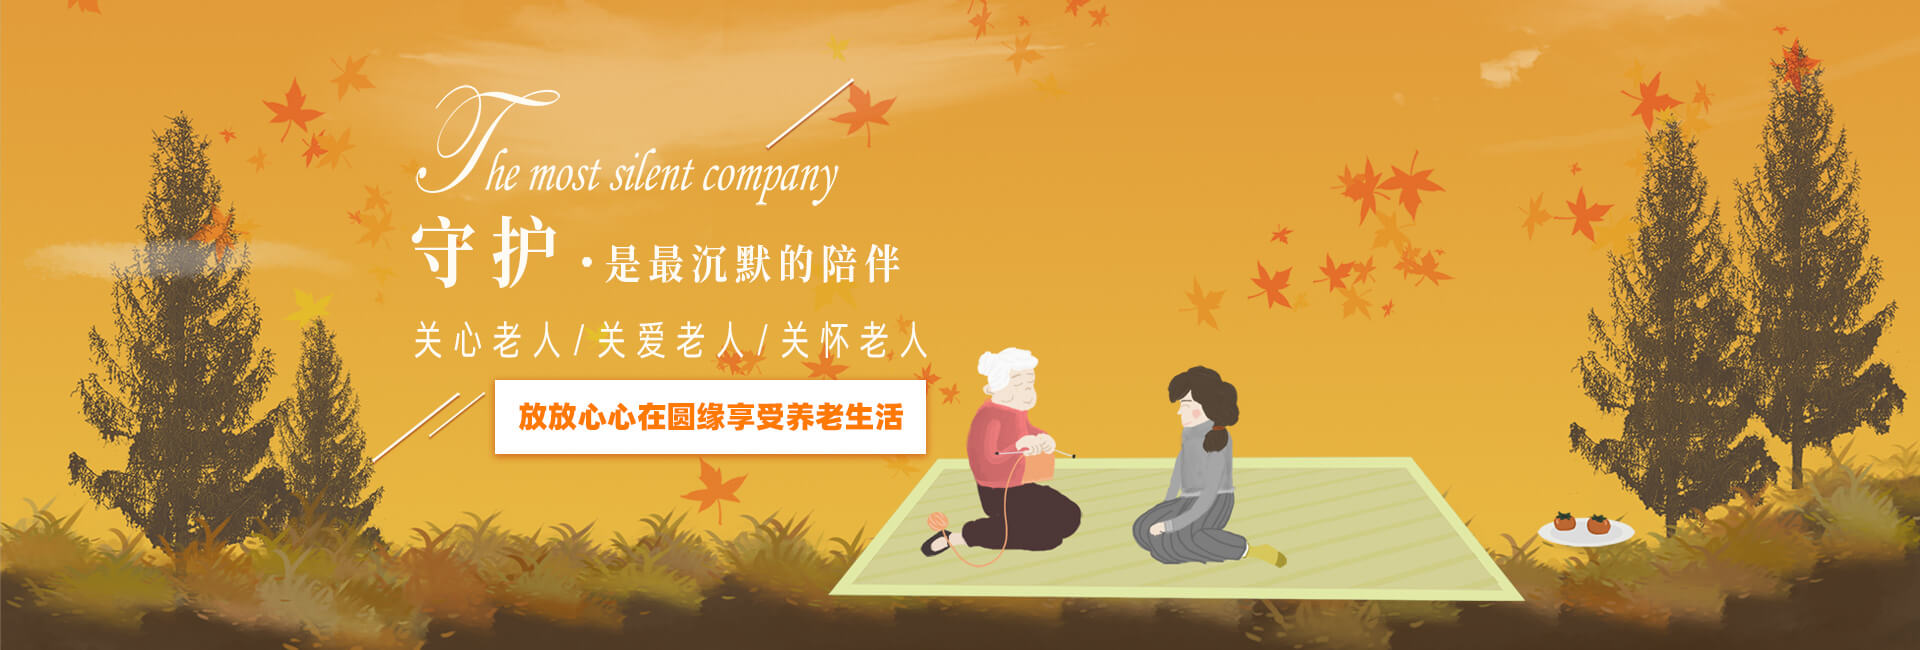 The most silent company
守护·是最沉默的陪伴
关心老人/关爱老人/关怀老人
放放心心在圆缘享受养老生活